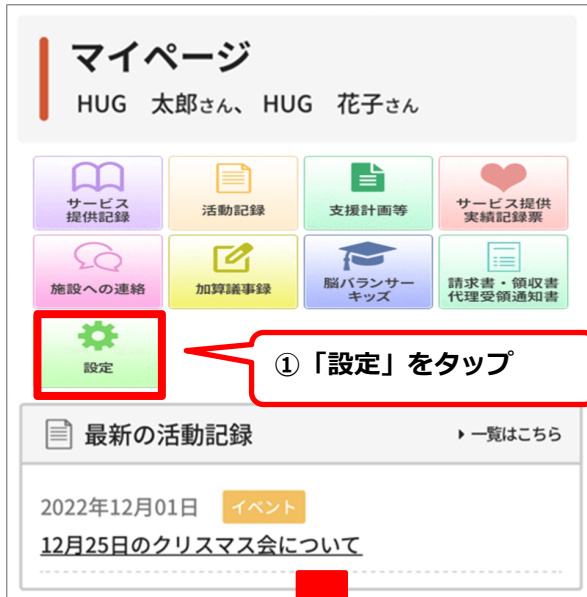 マイページ
HUG 太郎さん、 HUG 花子さん
サービス
提供記録
活動記録
支援計画等
サービス提供
実績記録票
施設への連絡
加算議事録
脳バランサー
キッズ
請求書・領収書
代理受領通知書
設定
①「設定」をタップ
最新の活動記録
一覧はこちら
2022年12月01日 イベント
12月25日のクリスマス会について